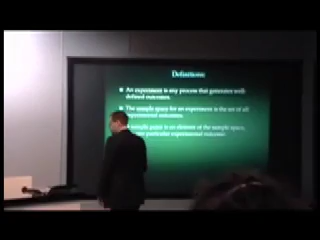 Definitions
An experiment is any process that generates well-
defined outcomes.
The sample space for an experiment is the set of all
experimental outcomes.
A sample point is an element of the sample space,
particular experimental outcome.